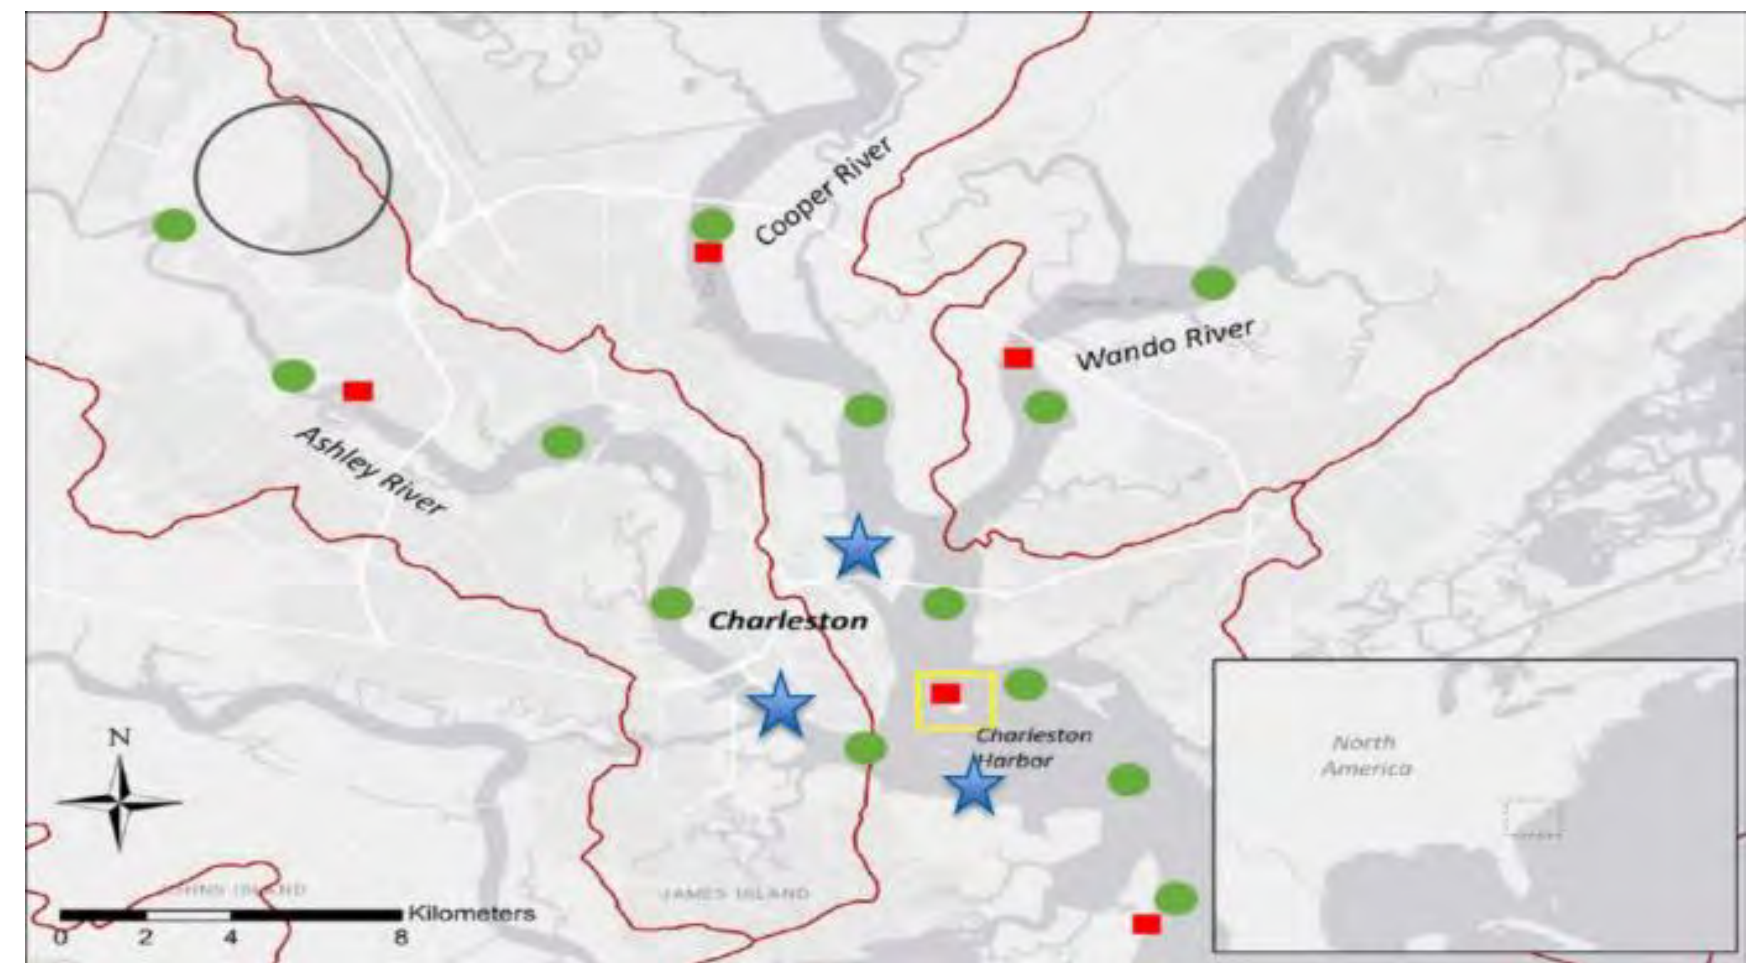 Cooper River
Wando River
Ashley River
Charleston
Charleston
Harbor
North
America
N
JAMES ISLAND
Kilometers
0 2 4 8